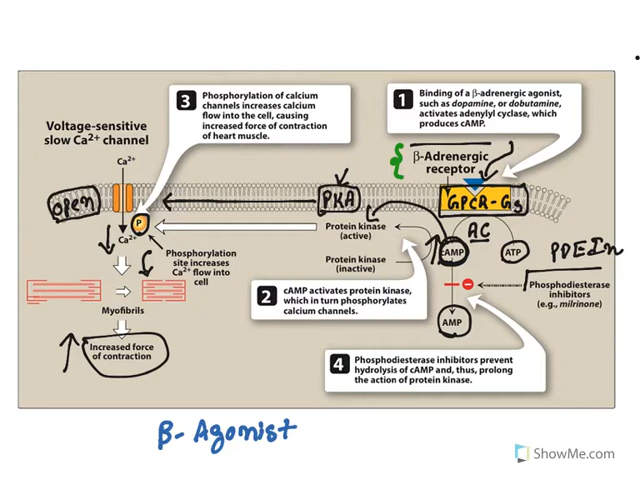 3
Phosphorylation of calcium
channels increases calcium
flow into the cell, causing
increased force of contraction
of heart muscle.
1
Binding of a β-adrenergic agonist,
such as dopamine, or dobutamine,
activates adenylyl cyclase, which
produces cAMP.
Voltage-sensitive
slow Ca2+ channel
Ca2+
β-Adrenergic
receptor
open
PKA
GPCR-Gs
P
Ca2+
Protein kinase
(active)
AC
Protein kinase
(inactive)
cAMP
ATP
PDEIn
Phosphorylation
site increases
Ca2+ flow into
cell
2
cAMP activates protein kinase,
which in turn phosphorylates
calcium channels.
Phosphodiesterase
inhibitors
(e.g., milrinone)
Myofibrils
AMP
Increased force
of contraction
4
Phosphodiesterase inhibitors prevent
hydrolysis of cAMP and, thus, prolong
the action of protein kinase.
β- Agonist
ShowMe.com